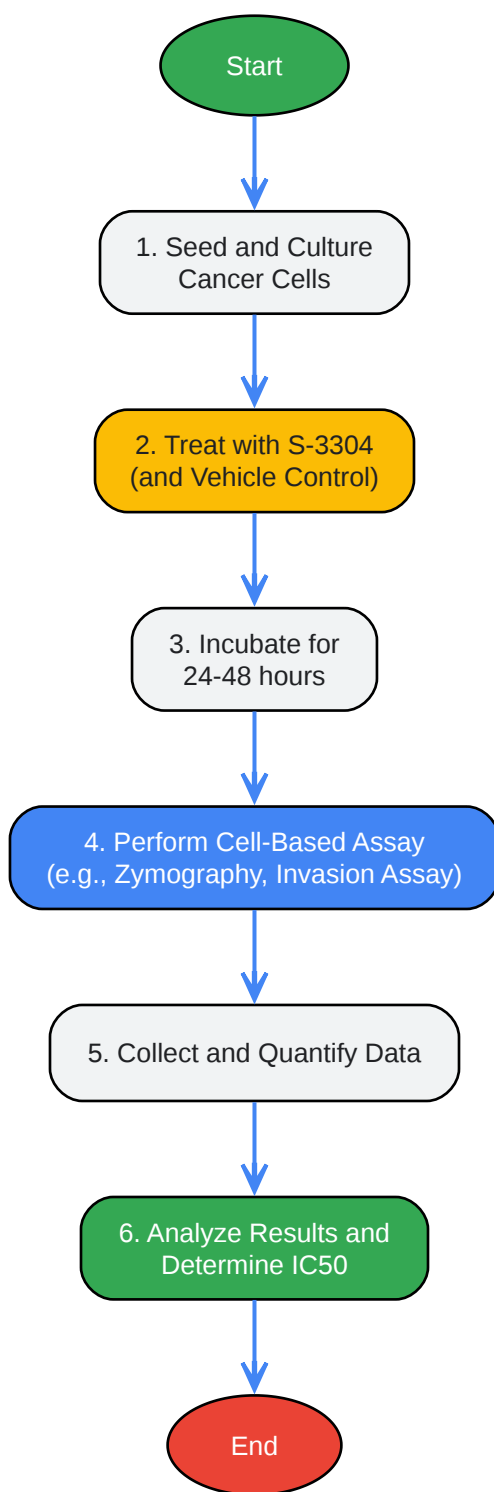 Start
1. Seed and Culture
Cancer Cells
2. Treat with S-3304
(and Vehicle Control)
3. Incubate for
24-48 hours
4. Perform Cell-Based Assay
(e.g., Zymography, Invasion Assay)
5. Collect and Quantify Data
6. Analyze Results and
Determine IC50
End